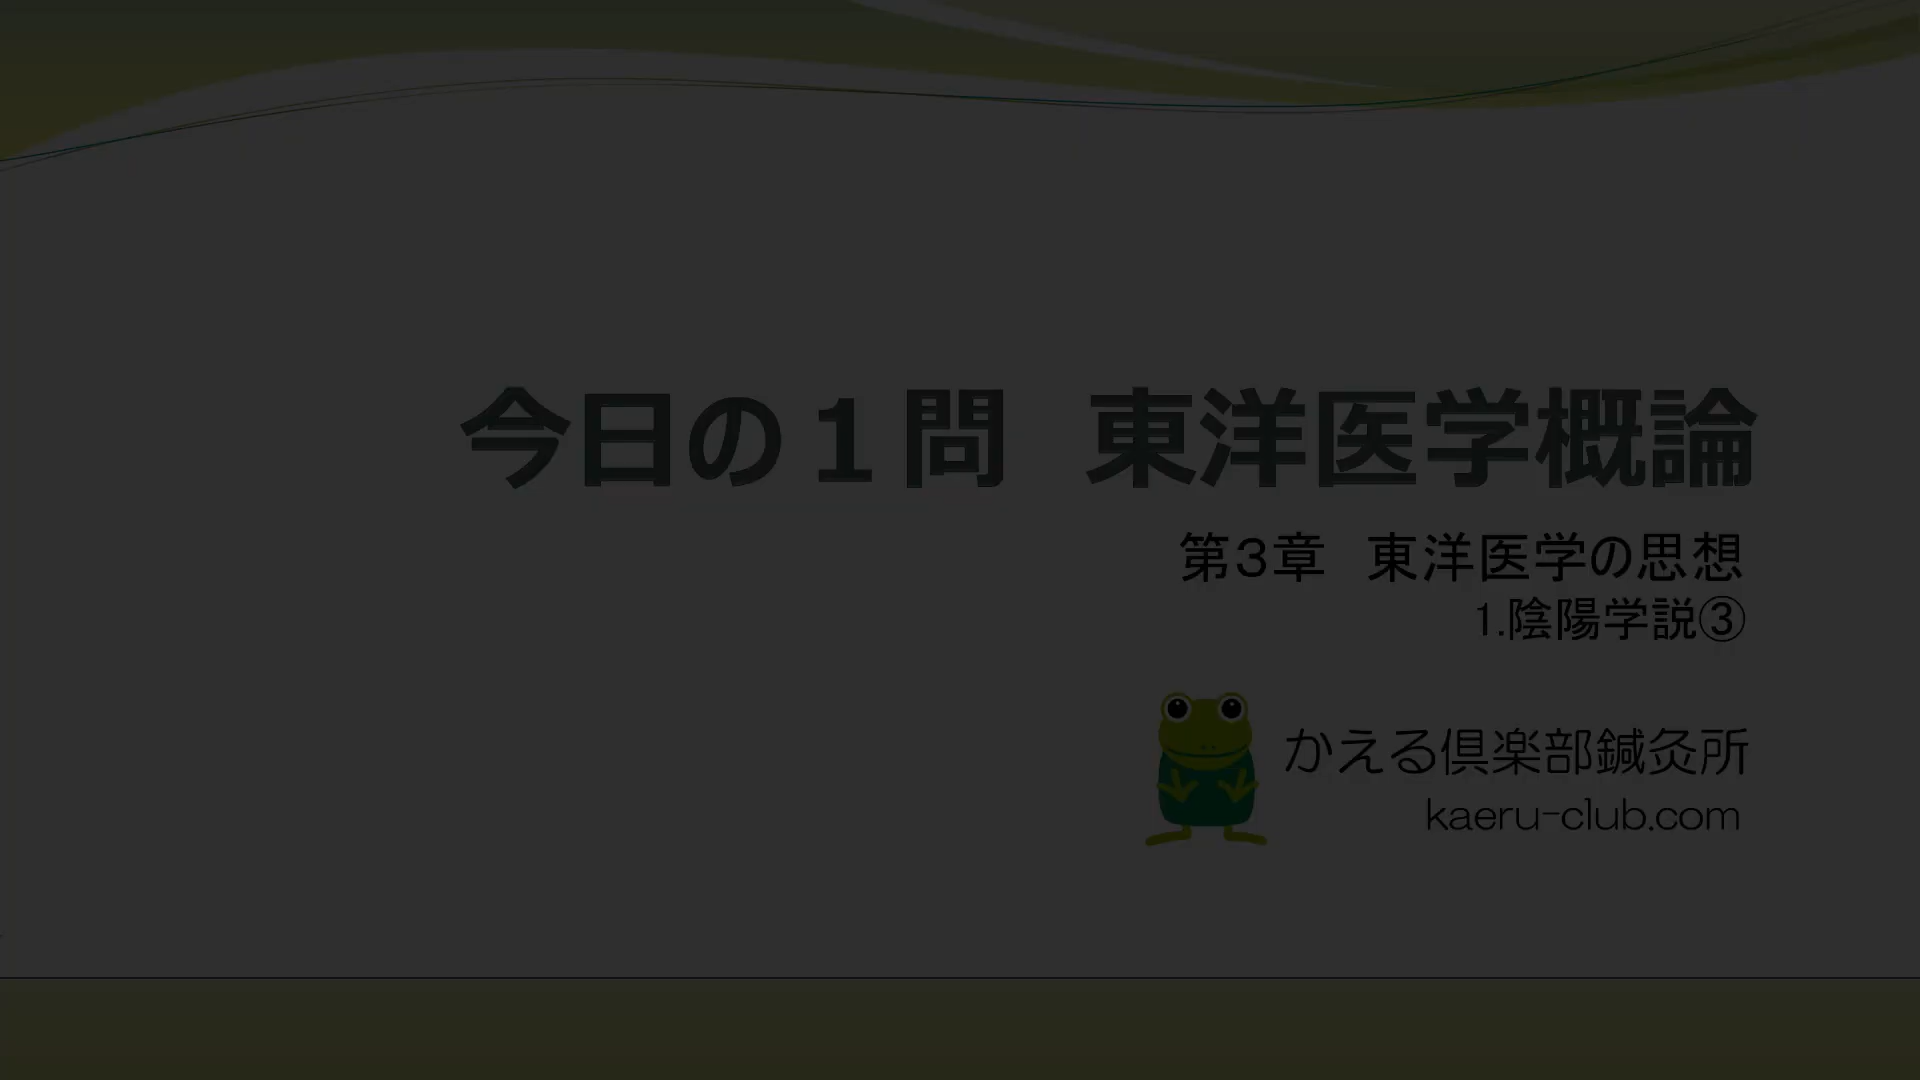 今日の１問　東洋医学概論
第３章　東洋医学の思想
1.陰陽学説③
かえる倶楽部鍼灸所
kaeru-club.com